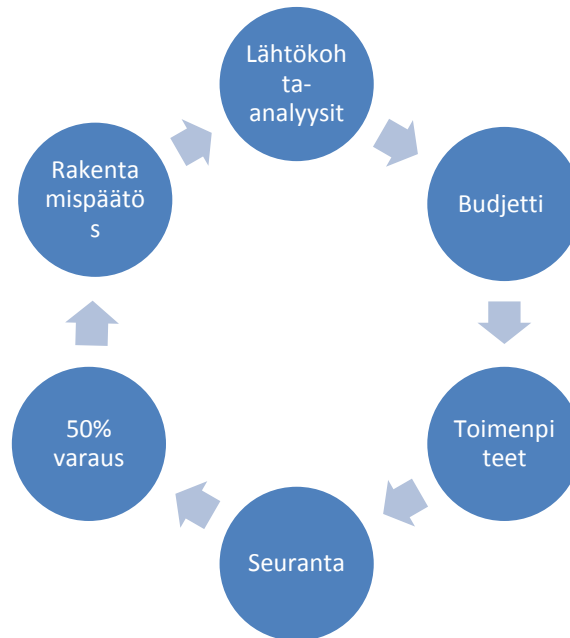 Lähtökoh
ta-
analyysit
Budjetti
Toimenpi
teet
Seuranta
50%
varaus
Rakenta
mispäätö
s